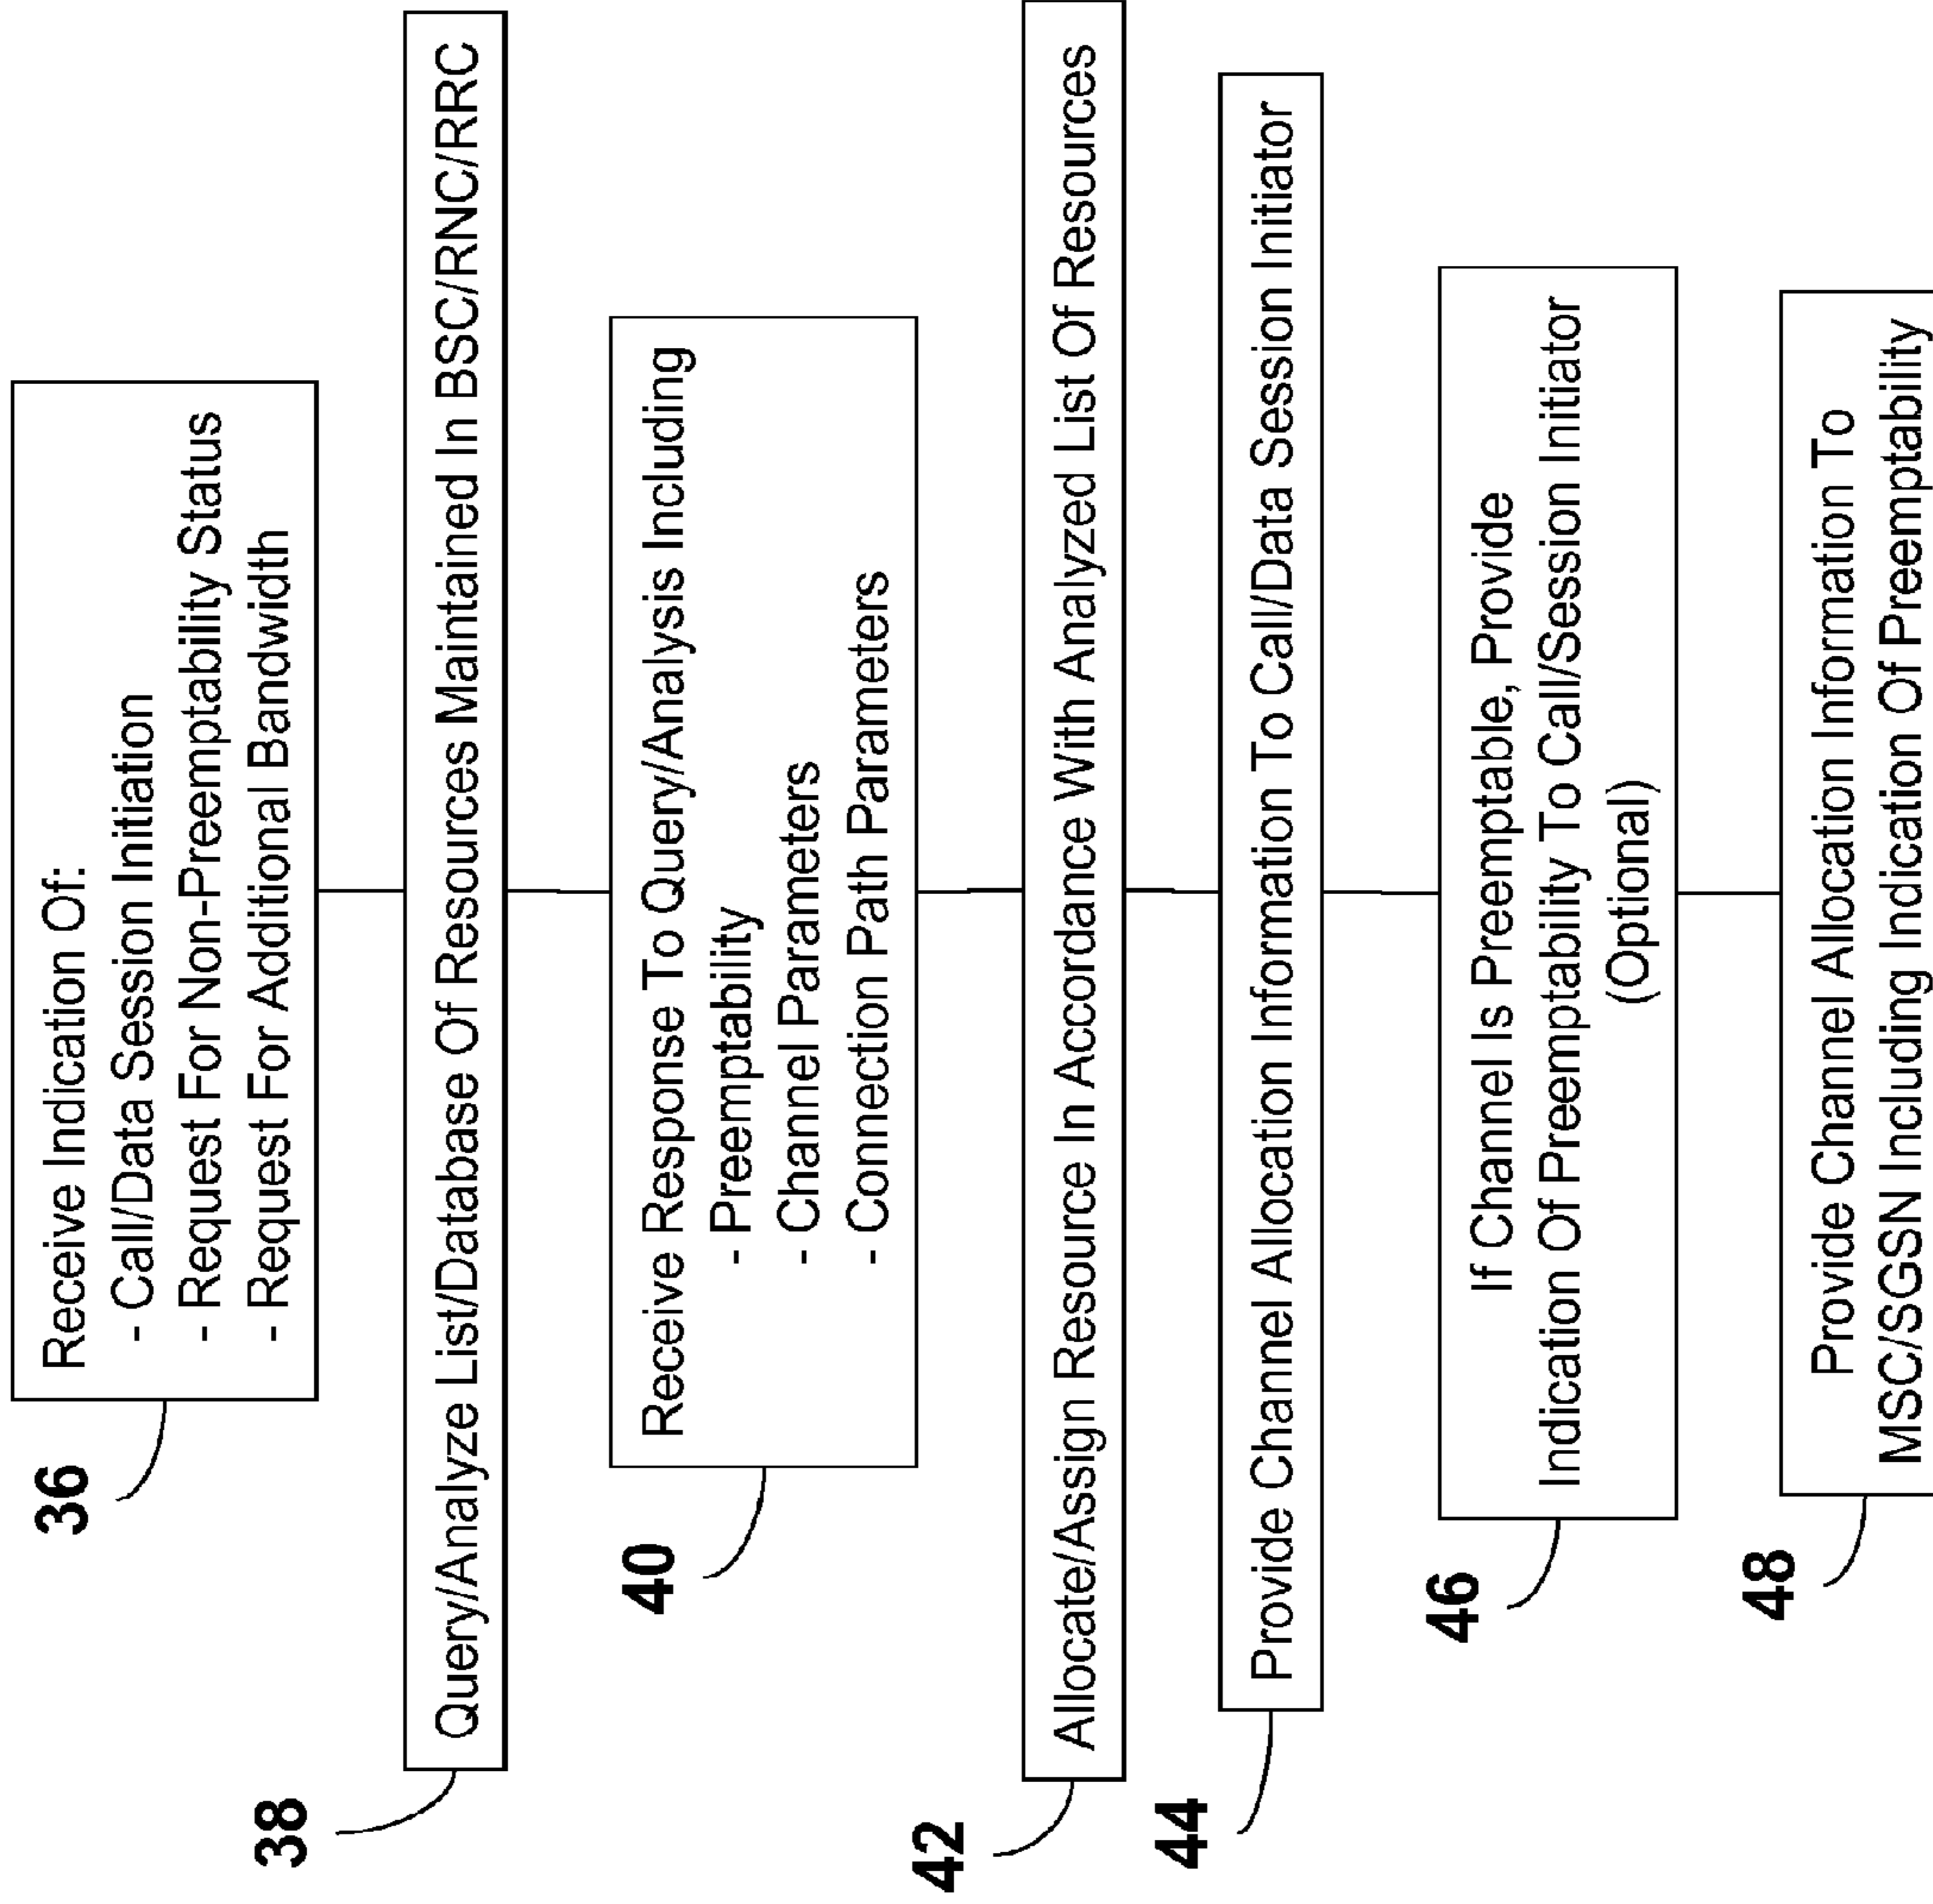 36
Receive Indication Of:
- Call/Data Session Initiation
- Request For Non-Preemptability Status
- Request For Additional Bandwidth
38
Query/Analyze List/Database Of Resources Maintained In BSC/RNC/RRC
40
Receive Response To Query/Analysis Including
- Preemptability
- Channel Parameters
- Connection Path Parameters
42
Allocate/Assign Resource In Accordance With Analyzed List Of Resources
44
Provide Channel Allocation Information To Call/Data Session Initiator
46
If Channel Is Preemptable, Provide
Indication Of Preemptability To Call/Session Initiator
(Optional)
48
Provide Channel Allocation Information To
MSC/SGSN Including Indication Of Preemptability